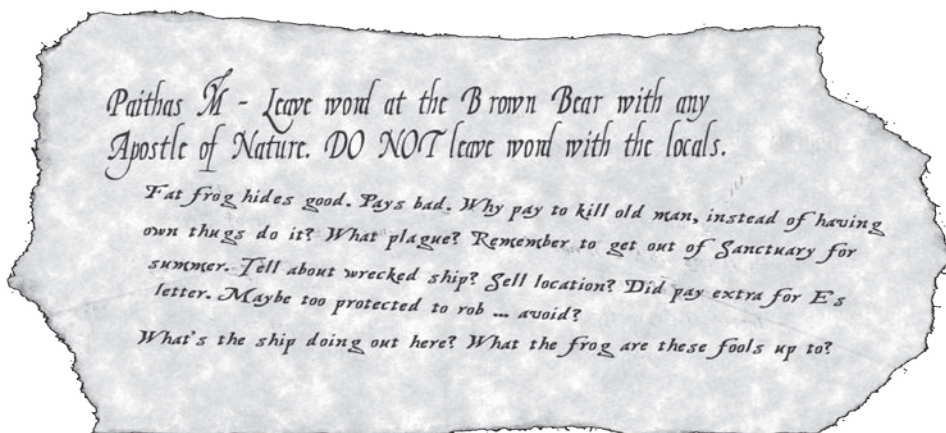 Paithas M - Leave word at the Brown Bear with any
Apostle of Nature. DO NOT leave word with the locals.
Fat frog hides good. Pays bad. Why pay to kill old man, instead of having
own thugs do it? What plague? Remember to get out of Sanctuary for
summer. Tell about wrecked ship? Sell location? Did pay extra for E's
letter. Maybe too protected to rob ... avoid?
What's the ship doing out here? What the frog are these fools up to?